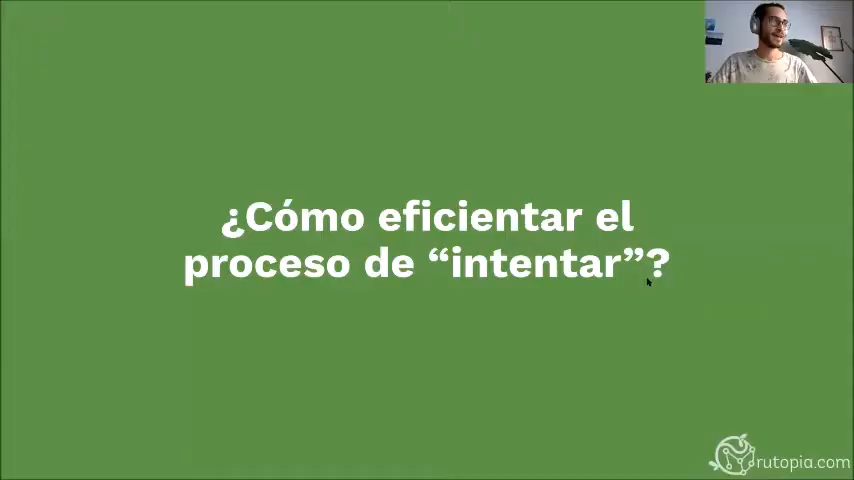 ¿Cómo eficientar el
proceso de “intentar”?
rutopia.com